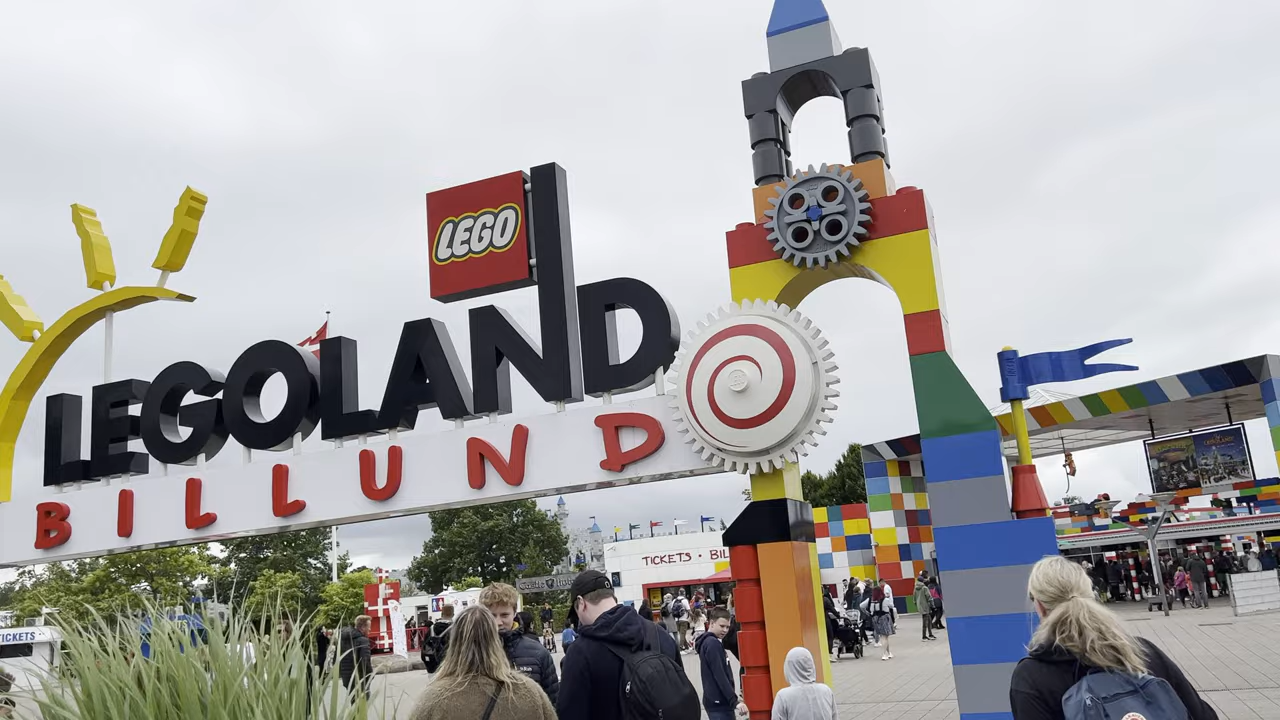 LEGO
LEGOLAND
BILLUND
TICKETS • BIL
TICKETS